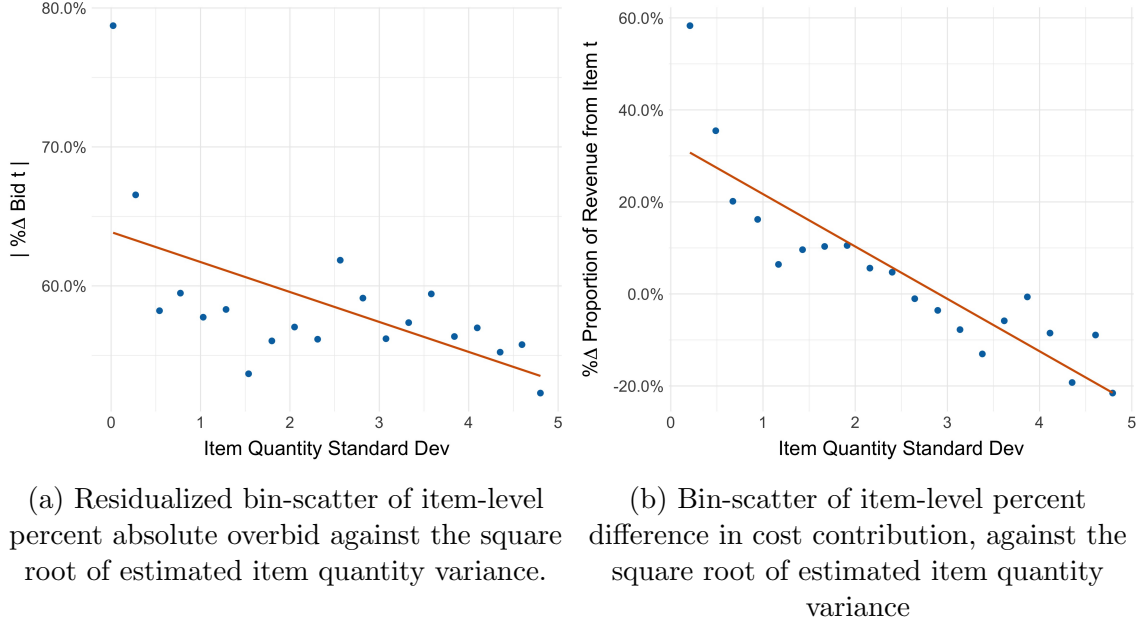 80.0%
70.0%
60.0%
| %Δ Bid t |
0 1 2 3 4 5
Item Quantity Standard Dev
(a) Residualized bin-scatter of item-level
percent absolute overbid against the square
root of estimated item quantity variance.
60.0%
40.0%
20.0%
0.0%
-20.0%
%Δ Proportion of Revenue from Item t
0 1 2 3 4 5
Item Quantity Standard Dev
(b) Bin-scatter of item-level percent
difference in cost contribution, against the
square root of estimated item quantity
variance